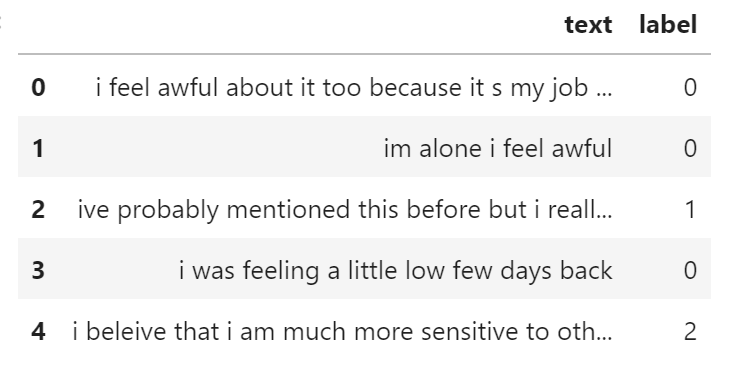 text label
0 i feel awful about it too because it s my job ... 0
1 im alone i feel awful 0
2 ive probably mentioned this before but i reall... 1
3 i was feeling a little low few days back 0
4 i beleive that i am much more sensitive to oth... 2